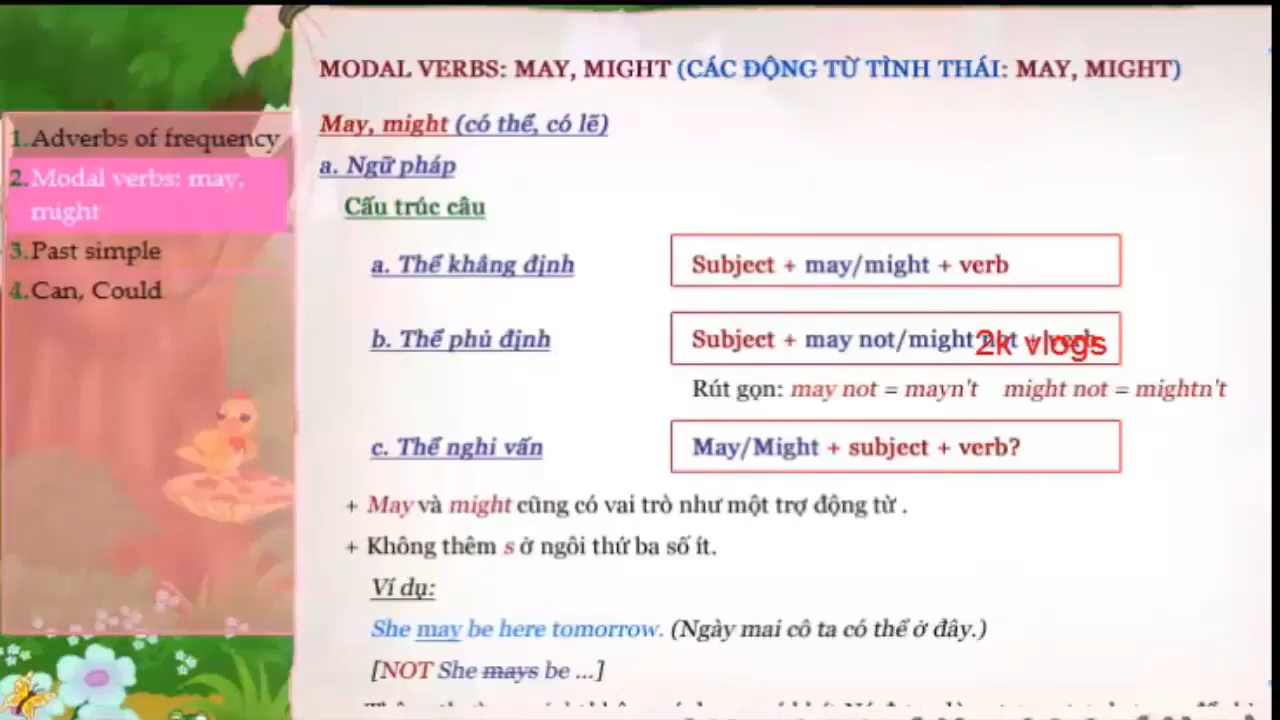 MODAL VERBS: MAY, MIGHT (CÁC ĐỘNG TỪ TÌNH THÁI: MAY, MIGHT)
May, might (có thể, có lẽ)
a. Ngữ pháp
Cấu trúc câu
1. Adverbs of frequency
2. Modal verbs: may,
might
3. Past simple
4. Can, Could
a. Thể khẳng định
Subject + may/might + verb
b. Thể phủ định
Subject + may not/might not + verb
2k vlogs
Rút gọn: may not = mayn't might not = mightn't
c. Thể nghi vấn
May/Might + subject + verb?
+ May và might cũng có vai trò như một trợ động từ .
+ Không thêm s ở ngôi thứ ba số ít.
Ví dụ:
She may be here tomorrow. (Ngày mai cô ta có thể ở đây.)
[NOT She mays be ...]